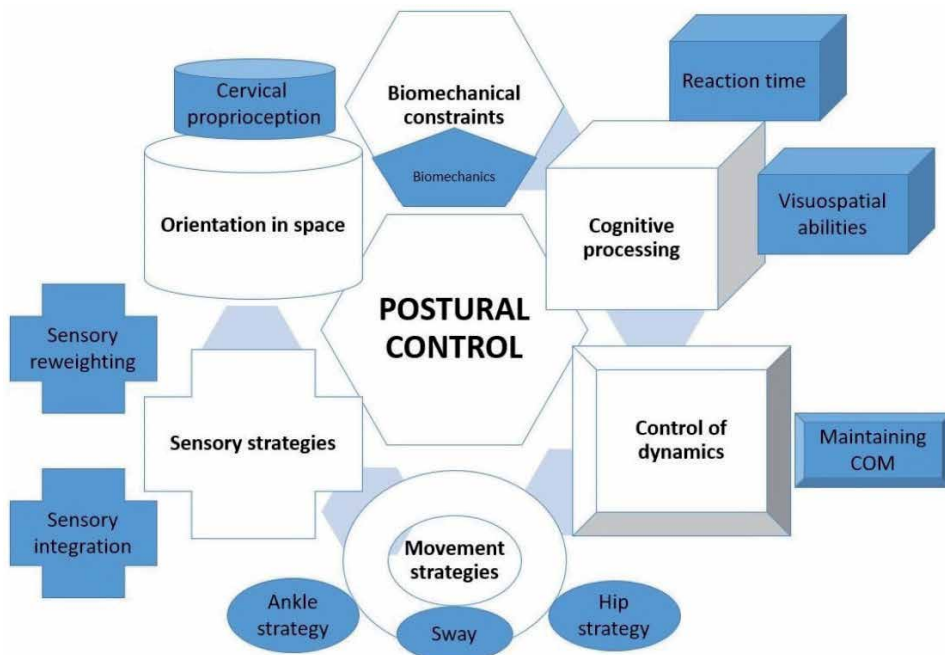 Reaction time
Cervical
proprioception
Biomechanical
constraints
Biomechanics
Orientation in space
Cognitive
processing
Visuospatial
abilities
POSTURAL
CONTROL
Sensory
reweighting
Sensory strategies
Control of
dynamics
Maintaining
COM
Sensory
integration
Movement
strategies
Ankle
strategy
Sway
Hip
strategy